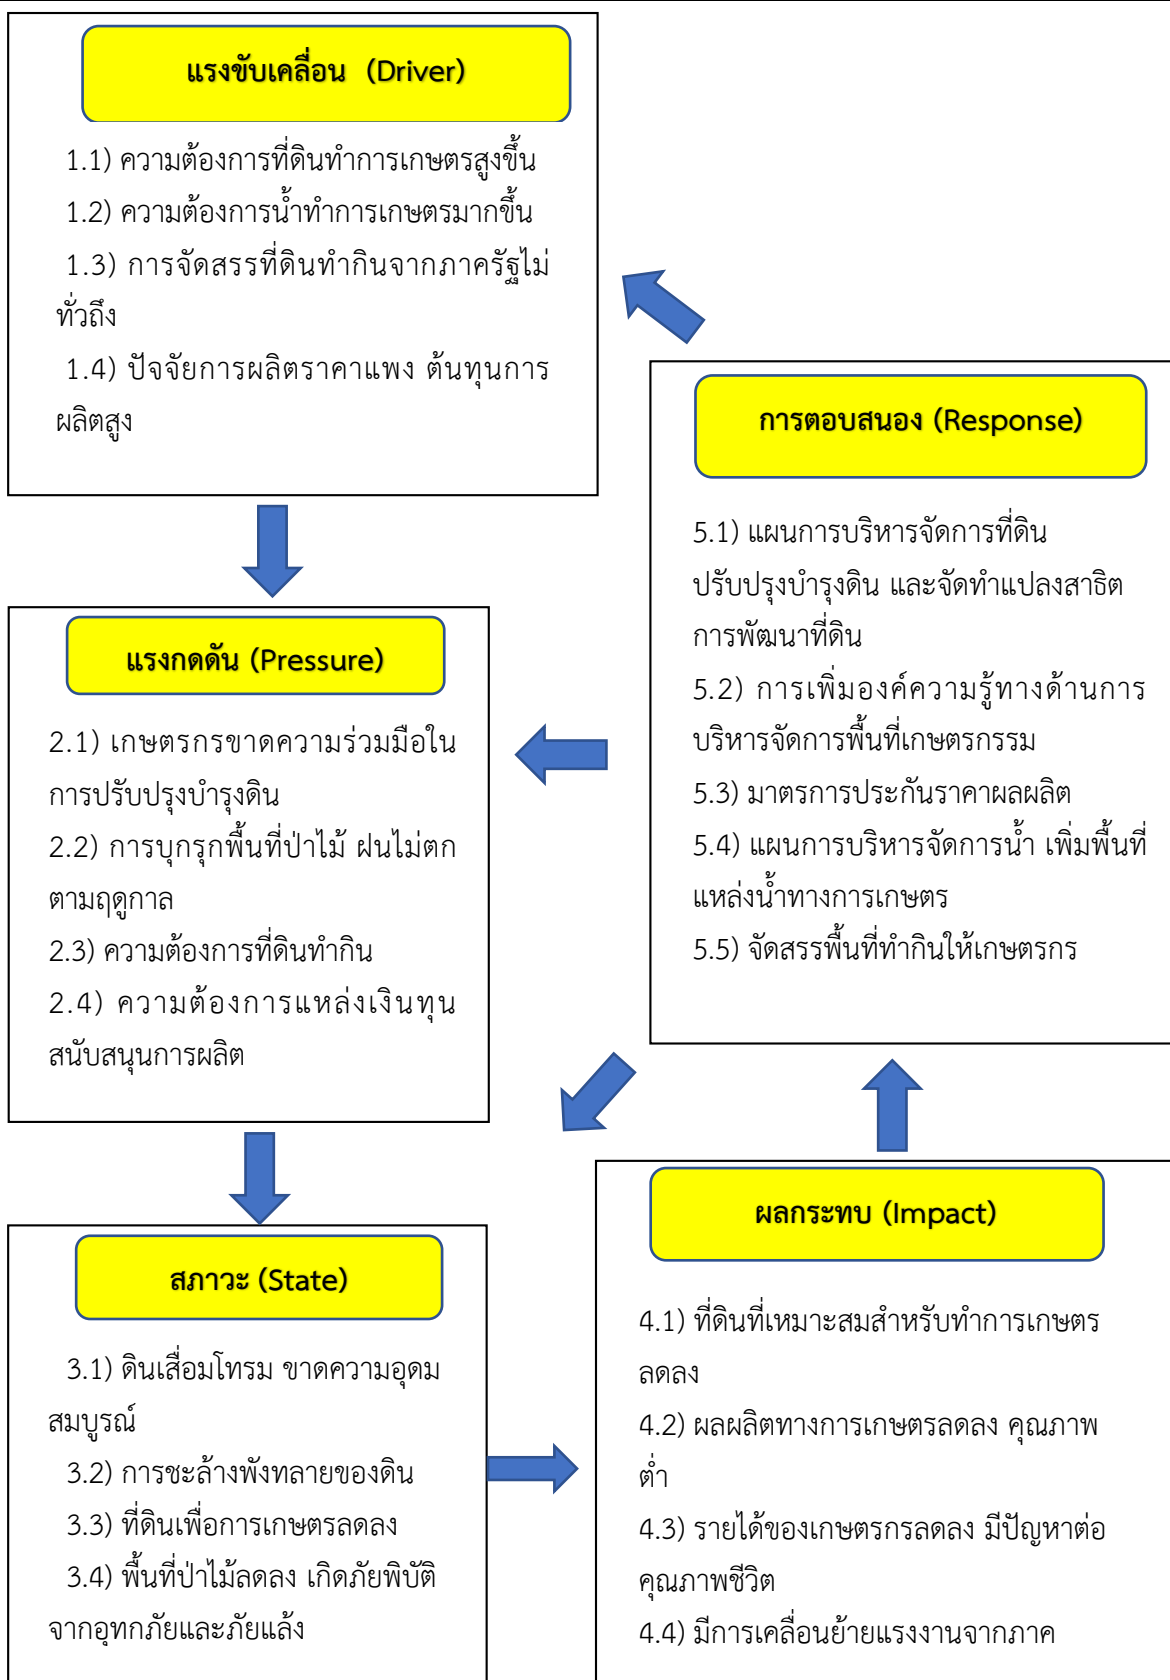 แรงขับเคลื่อน (Driver)
1.1) ความต้องการที่ดินทำการเกษตรสูงขึ้น
1.2) ความต้องการน้ำทำการเกษตรมากขึ้น
1.3) การจัดสรรที่ดินทำกินจากภาครัฐไม่
ทั่วถึง
1.4) ปัจจัยการผลิตราคาแพง ต้นทุนการ
ผลิตสูง
แรงกดดัน (Pressure)
2.1) เกษตรกรขาดความร่วมมือใน
การปรับปรุงบำรุงดิน
2.2) การบุกรุกพื้นที่ป่าไม้ ฝนไม่ตก
ตามฤดูกาล
2.3) ความต้องการที่ดินทำกิน
2.4) ความต้องการแหล่งเงินทุน
สนับสนุนการผลิต
สภาวะ (State)
3.1) ดินเสื่อมโทรม ขาดความอุดม
สมบูรณ์
3.2) การชะล้างพังทลายของดิน
3.3) ที่ดินเพื่อการเกษตรลดลง
3.4) พื้นที่ป่าไม้ลดลง เกิดภัยพิบัติ
จากอุทกภัยและภัยแล้ง
ผลกระทบ (Impact)
4.1) ที่ดินที่เหมาะสมสำหรับทำการเกษตร
ลดลง
4.2) ผลผลิตทางการเกษตรลดลง คุณภาพ
ต่ำ
4.3) รายได้ของเกษตรกรลดลง มีปัญหาต่อ
คุณภาพชีวิต
4.4) มีการเคลื่อนย้ายแรงงานจากภาค
การตอบสนอง (Response)
5.1) แผนการบริหารจัดการที่ดิน
ปรับปรุงบำรุงดิน และจัดทำแปลงสาธิต
การพัฒนาที่ดิน
5.2) การเพิ่มองค์ความรู้ทางด้านการ
บริหารจัดการพื้นที่เกษตรกรรม
5.3) มาตรการประกันราคาผลผลิต
5.4) แผนการบริหารจัดการน้ำ เพิ่มพื้นที่
แหล่งน้ำทางการเกษตร
5.5) จัดสรรพื้นที่ทำกินให้เกษตรกร